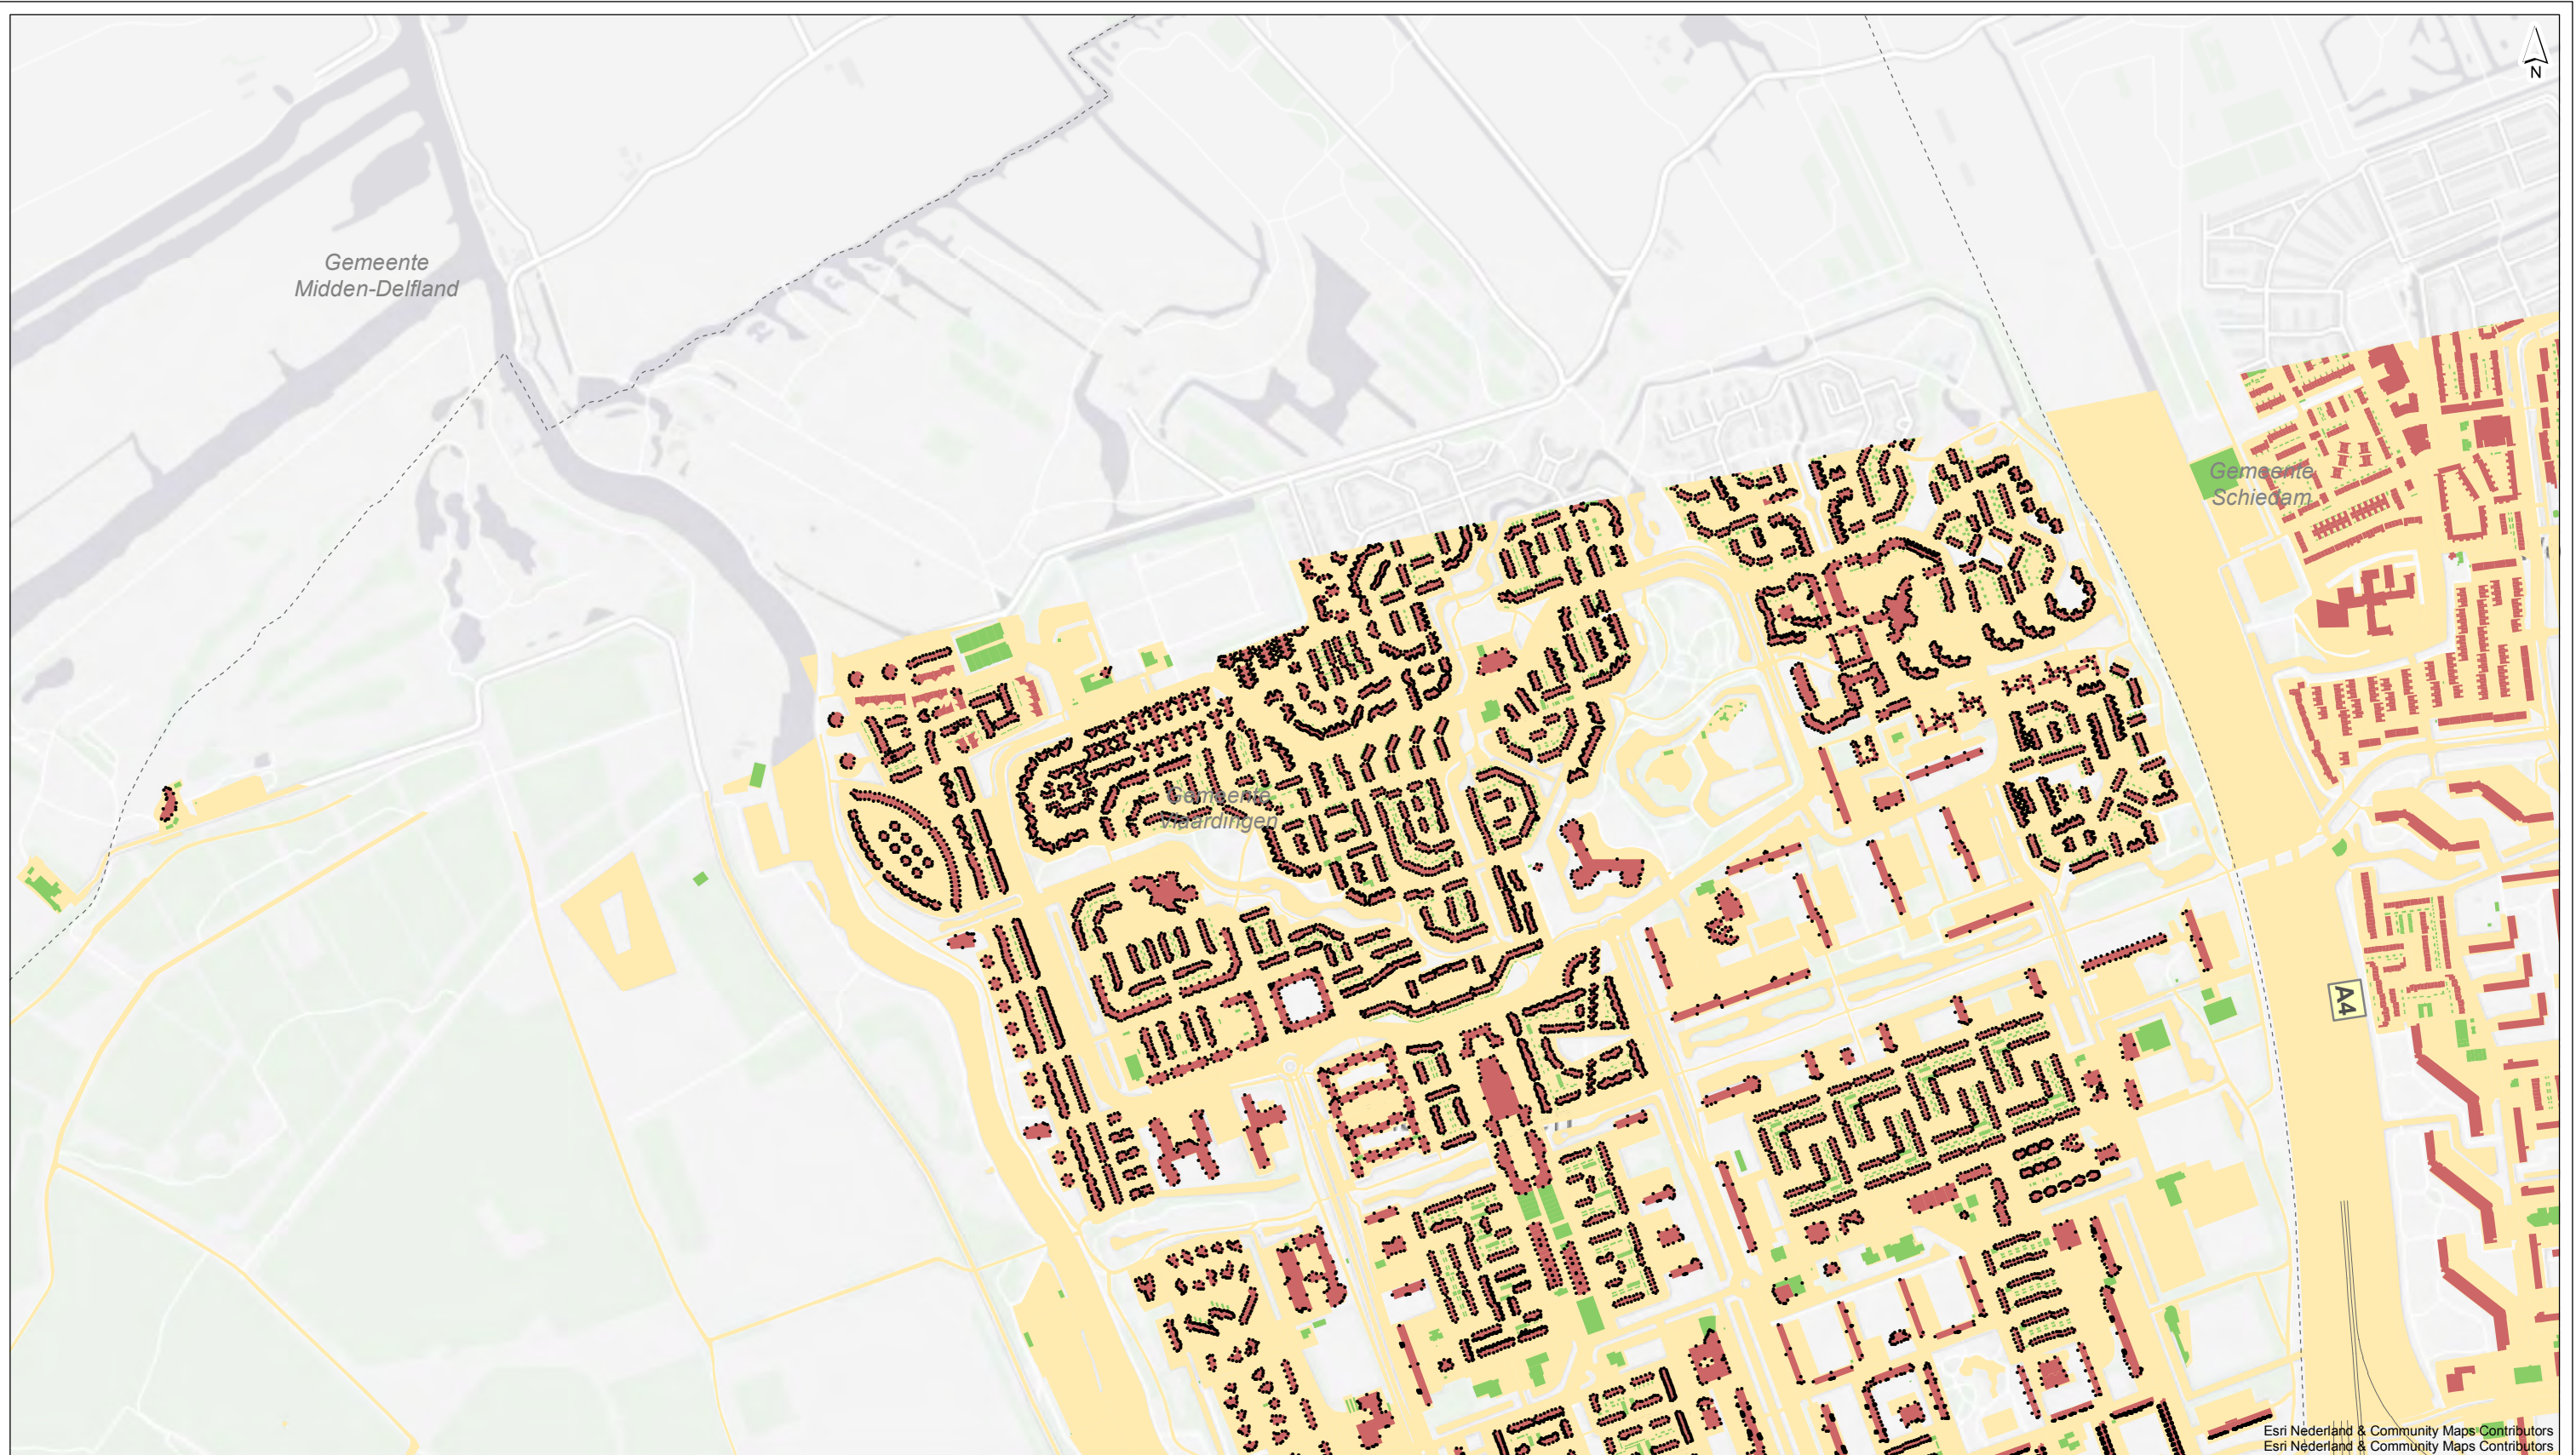 N
Gemeente
Midden-Delfland
Gemeente
Schiedam
Gemeente
Vlaardingen
A4
Esri Nederland & Community Maps Contributors
Esri Nederland & Community Maps Contributors